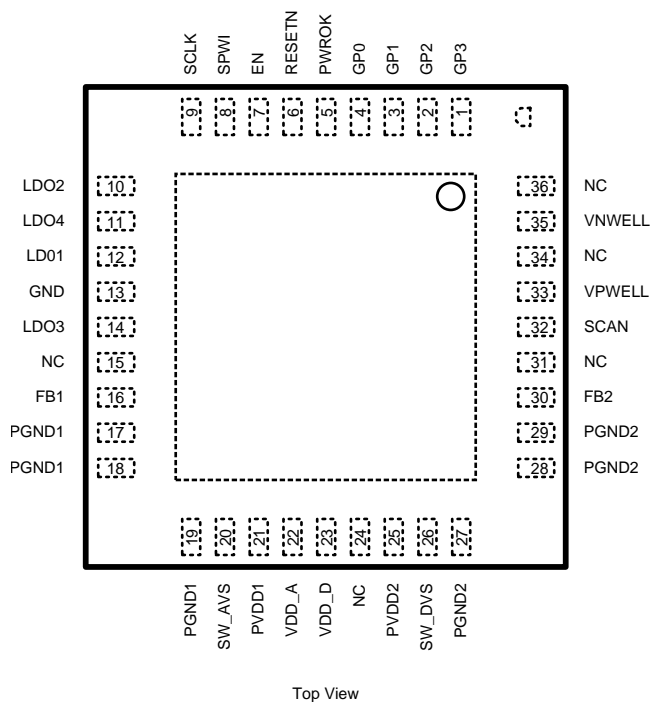 SCLK SPWI EN RESETN PWROK GP0 GP1 GP2 GP3
9 8 7 6 5 4 3 2 1
LDO2 10 36 NC
LDO4 11 35 VNWELL
LD01 12 34 NC
GND 13 33 VPWELL
LDO3 14 32 SCAN
NC 15 31 NC
FB1 16 30 FB2
PGND1 17 29 PGND2
PGND1 18 28 PGND2
19 20 21 22 23 24 25 26 27
PGND1 SW_AVS PVDD1 VDD_A VDD_D NC PVDD2 SW_DVS PGND2
Top View